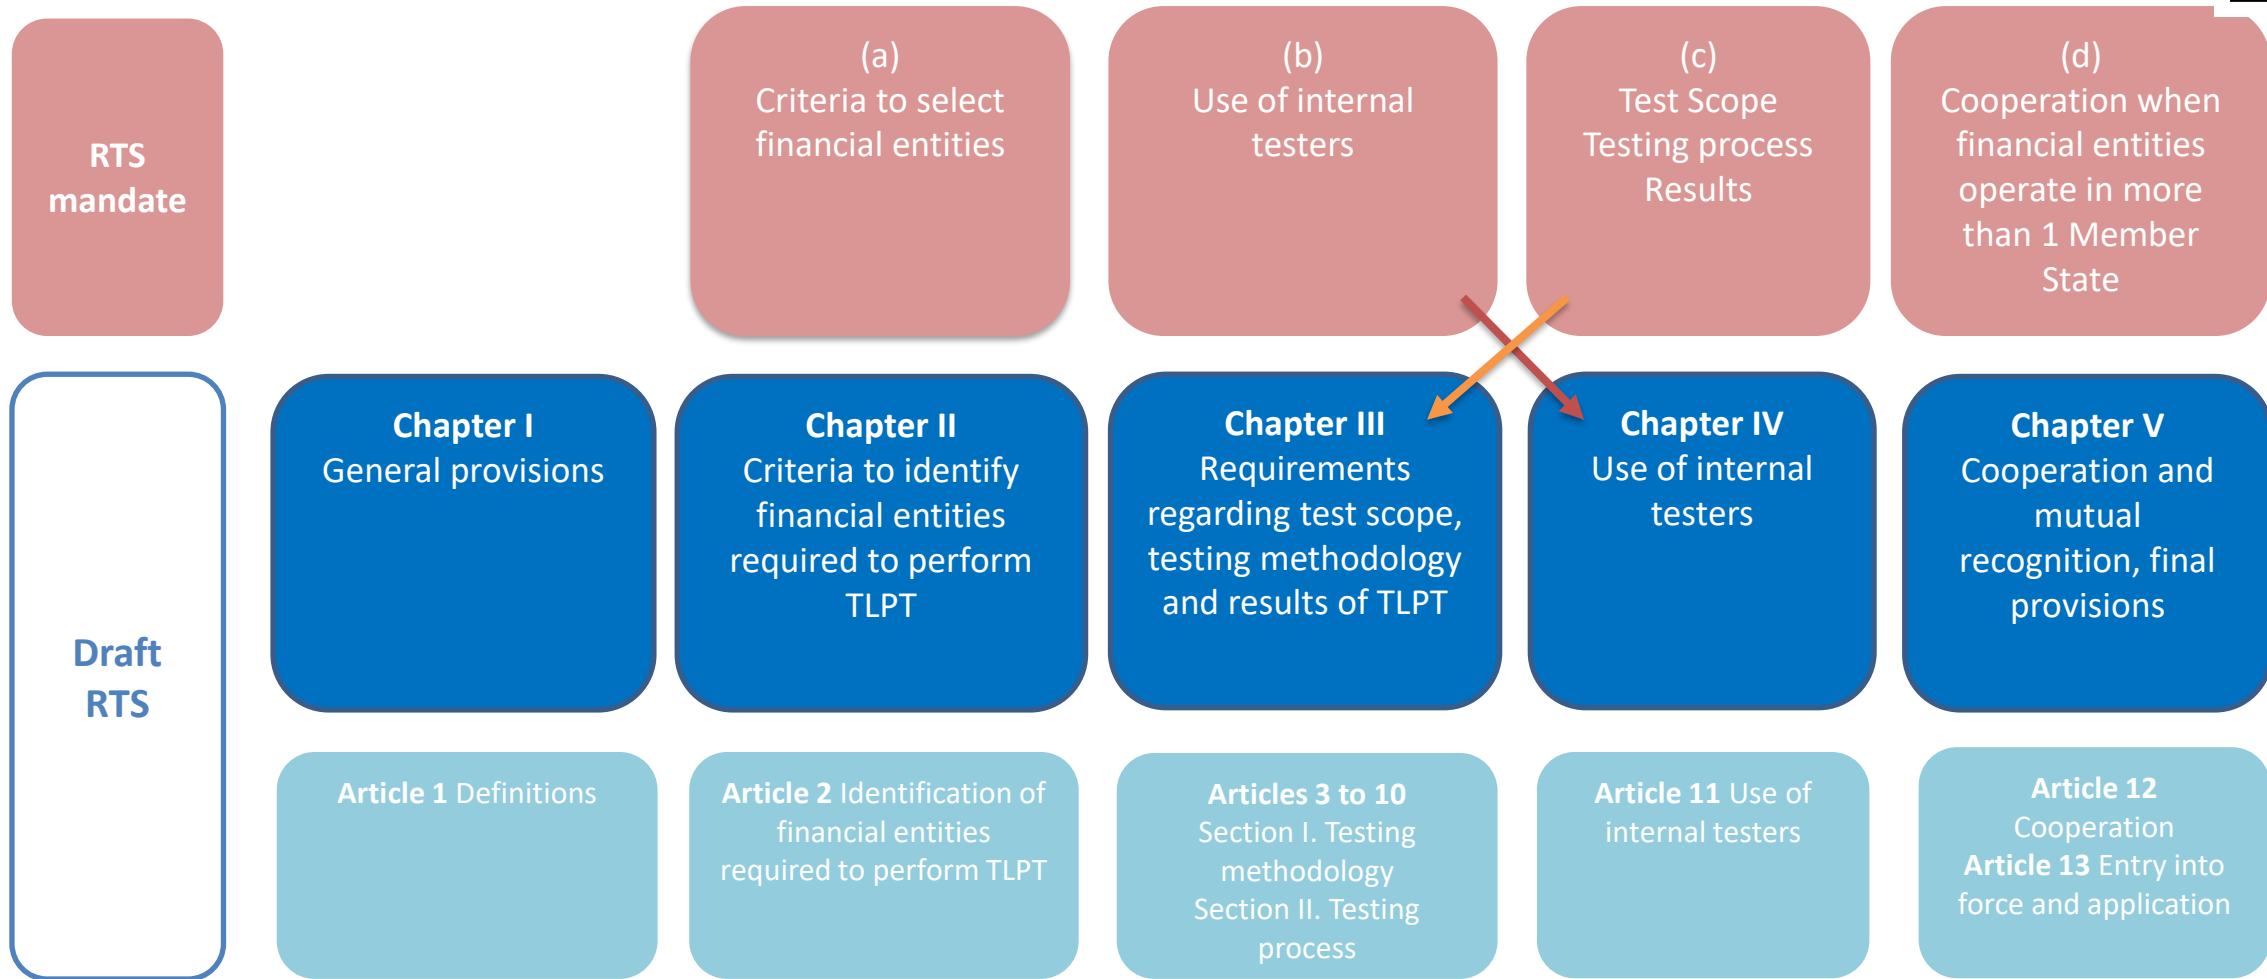 RTS
mandate
(a)
Criteria to select
financial entities
(b)
Use of internal
testers
(c)
Test Scope
Testing process
Results
(d)
Cooperation when
financial entities
operate in more
than 1 Member
State
Draft
RTS
Chapter I
General provisions
Chapter II
Criteria to identify
financial entities
required to perform
TLPT
Chapter III
Requirements
regarding test scope,
testing methodology
and results of TLPT
Chapter IV
Use of internal
testers
Chapter V
Cooperation and
mutual
recognition, final
provisions
Article 1 Definitions
Article 2 Identification of
financial entities
required to perform TLPT
Articles 3 to 10
Section I. Testing
methodology
Section II. Testing
process
Article 11 Use of
internal testers
Article 12
Cooperation
Article 13 Entry into
force and application